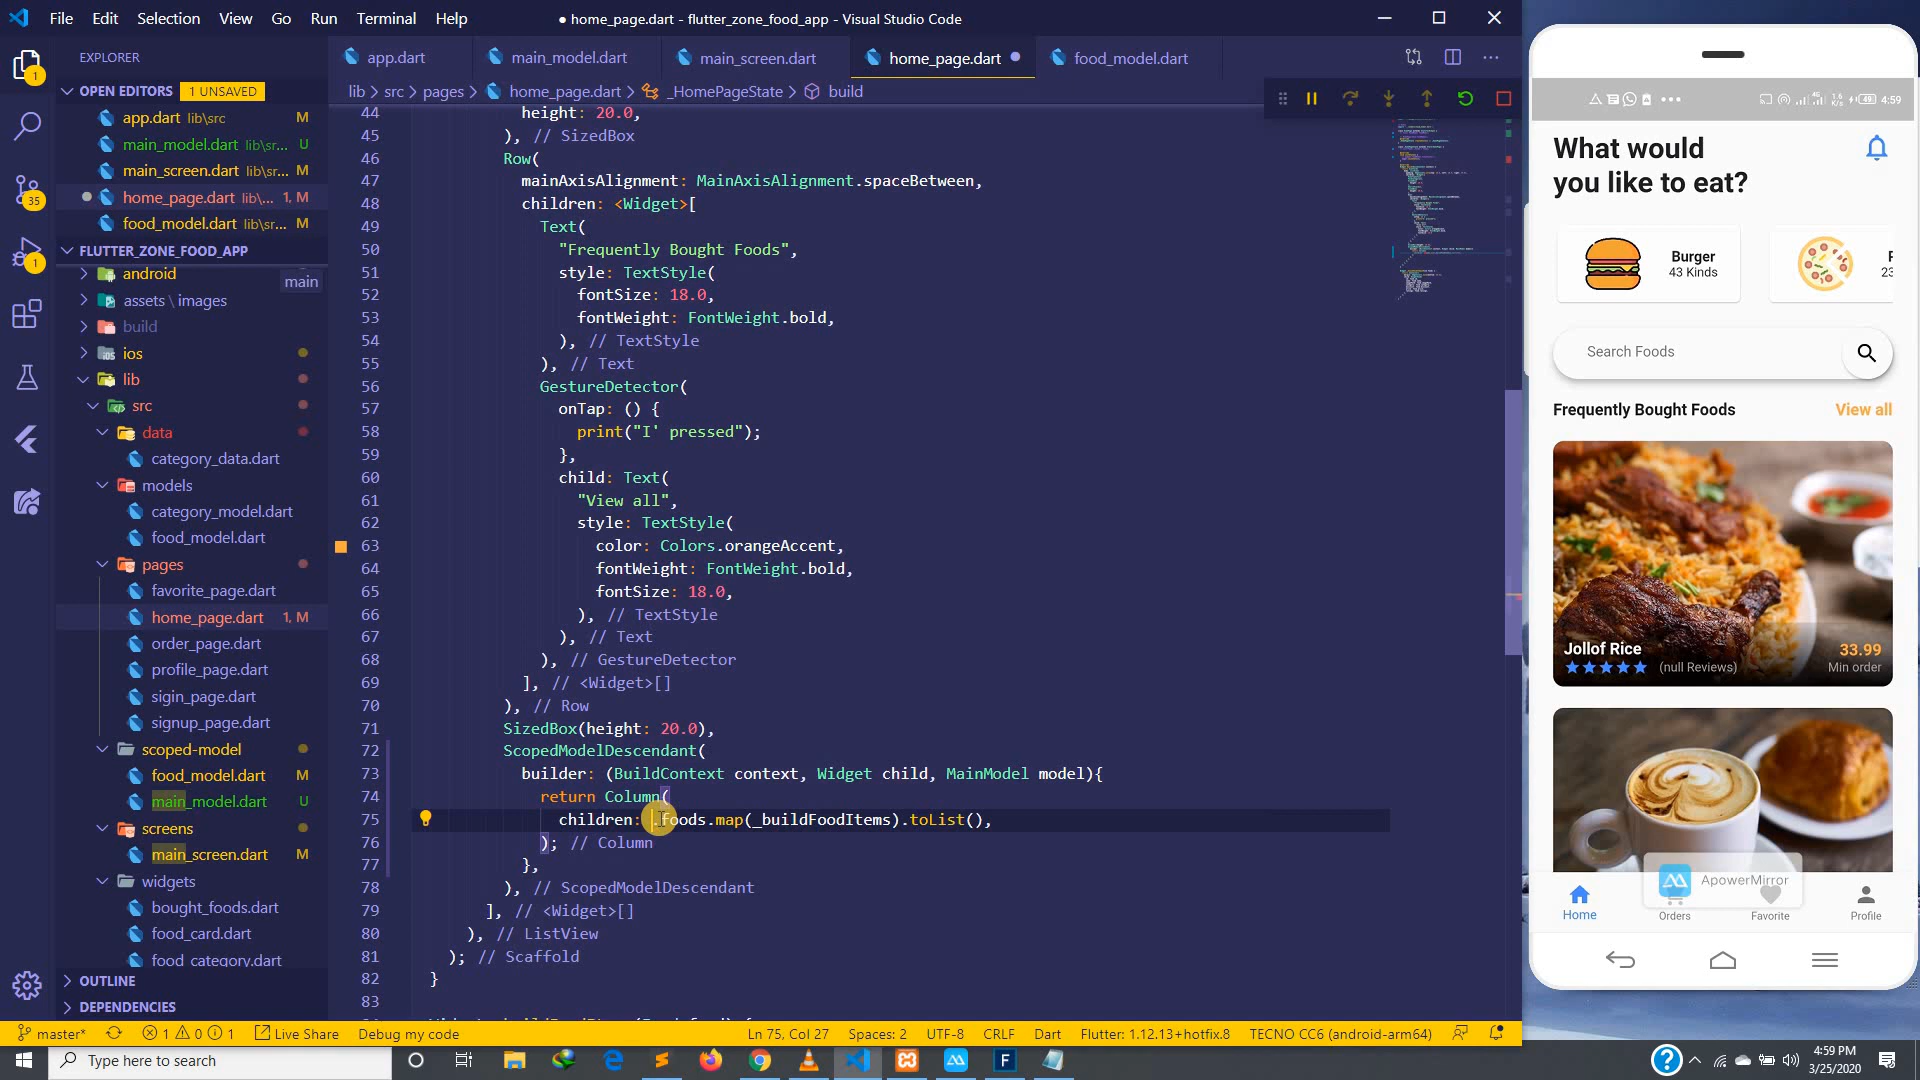 File Edit Selection View Go Run Terminal Help
● home_page.dart - flutter_zone_food_app - Visual Studio Code
EXPLORER
OPEN EDITORS 1 UNSAVED
app.dart lib\src M
main_model.dart lib\sr... U
main_screen.dart lib\sr... M
home_page.dart lib\... 1, M
food_model.dart lib\sr... M
FLUTTER_ZONE_FOOD_APP
android
main
assets \ images
build
ios
lib
src
data
category_data.dart
models
category_model.dart
food_model.dart
pages
favorite_page.dart
home_page.dart 1, M
order_page.dart
profile_page.dart
sigin_page.dart
signup_page.dart
scoped-model
food_model.dart M
main_model.dart U
screens
main_screen.dart M
widgets
bought_foods.dart
food_card.dart
food_category.dart
OUTLINE
DEPENDENCIES
1
35
1
app.dart main_model.dart main_screen.dart home_page.dart food_model.dart
lib > src > pages > home_page.dart > _HomePageState > build
44 height: 20.0,
45 ), // SizedBox
46 Row(
47 mainAxisAlignment: MainAxisAlignment.spaceBetween,
48 children: <Widget>[
49 Text(
50 "Frequently Bought Foods",
51 style: TextStyle(
52 fontSize: 18.0,
53 fontWeight: FontWeight.bold,
54 ), // TextStyle
55 ), // Text
56 GestureDetector(
57 onTap: () {
58 print("I' pressed");
59 },
60 child: Text(
61 "View all",
62 style: TextStyle(
63 color: Colors.orangeAccent,
64 fontWeight: FontWeight.bold,
65 fontSize: 18.0,
66 ), // TextStyle
67 ), // Text
68 ), // GestureDetector
69 ], // <Widget>[]
70 ), // Row
71 SizedBox(height: 20.0),
72 ScopedModelDescendant(
73 builder: (BuildContext context, Widget child, MainModel model){
74 return Column(
75 children: .foods.map(_buildFoodItems).toList(),
76 ); // Column
77 },
78 ), // ScopedModelDescendant
79 ], // <Widget>[]
80 ), // ListView
81 ); // Scaffold
82 }
83
master* 1 0 1 Live Share Debug my code Ln 75, Col 27 Spaces: 2 UTF-8 CRLF Dart Flutter: 1.12.13+hotfix.8 TECNO CC6 (android-arm64)
Type here to search
4:59 PM
3/25/2020
4:59
What would
you like to eat?
Burger
43 Kinds
23
Search Foods
Frequently Bought Foods View all
Jollof Rice 33.99
(null Reviews) Min order
ApowerMirror
Home Orders Favorite Profile